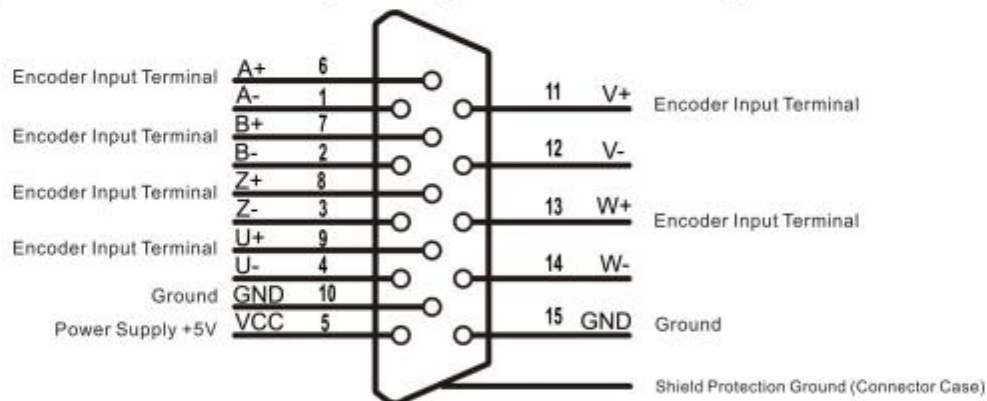 Encoder Input Terminal A+ 6
A- 1
Encoder Input Terminal B+ 7
B- 2
Encoder Input Terminal Z+ 8
Z- 3
Encoder Input Terminal U+ 9
U- 4
Ground GND 10
Power Supply +5V VCC 5
11 V+ Encoder Input Terminal
12 V-
13 W+ Encoder Input Terminal
14 W-
15 GND Ground
Shield Protection Ground (Connector Case)